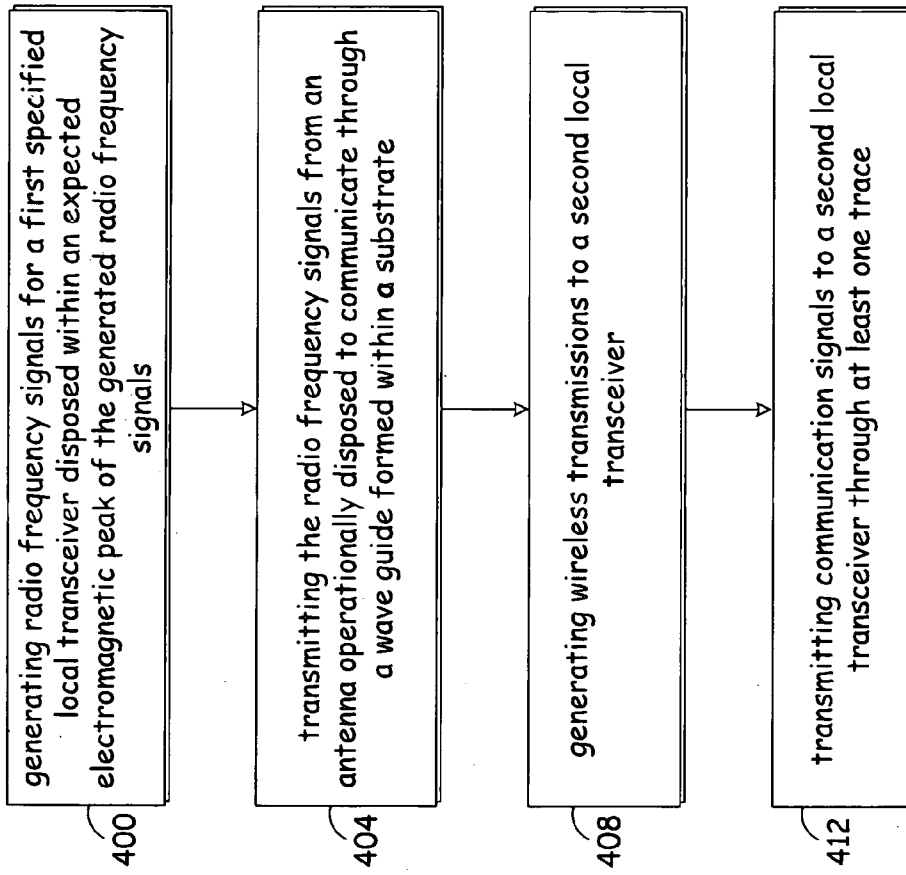 generating radio frequency signals for a first specified
local transceiver disposed within an expected
electromagnetic peak of the generated radio frequency
signals
400
transmitting the radio frequency signals from an
antenna operationally disposed to communicate through
a wave guide formed within a substrate
404
generating wireless transmissions to a second local
transceiver
408
transmitting communication signals to a second local
transceiver through at least one trace
412